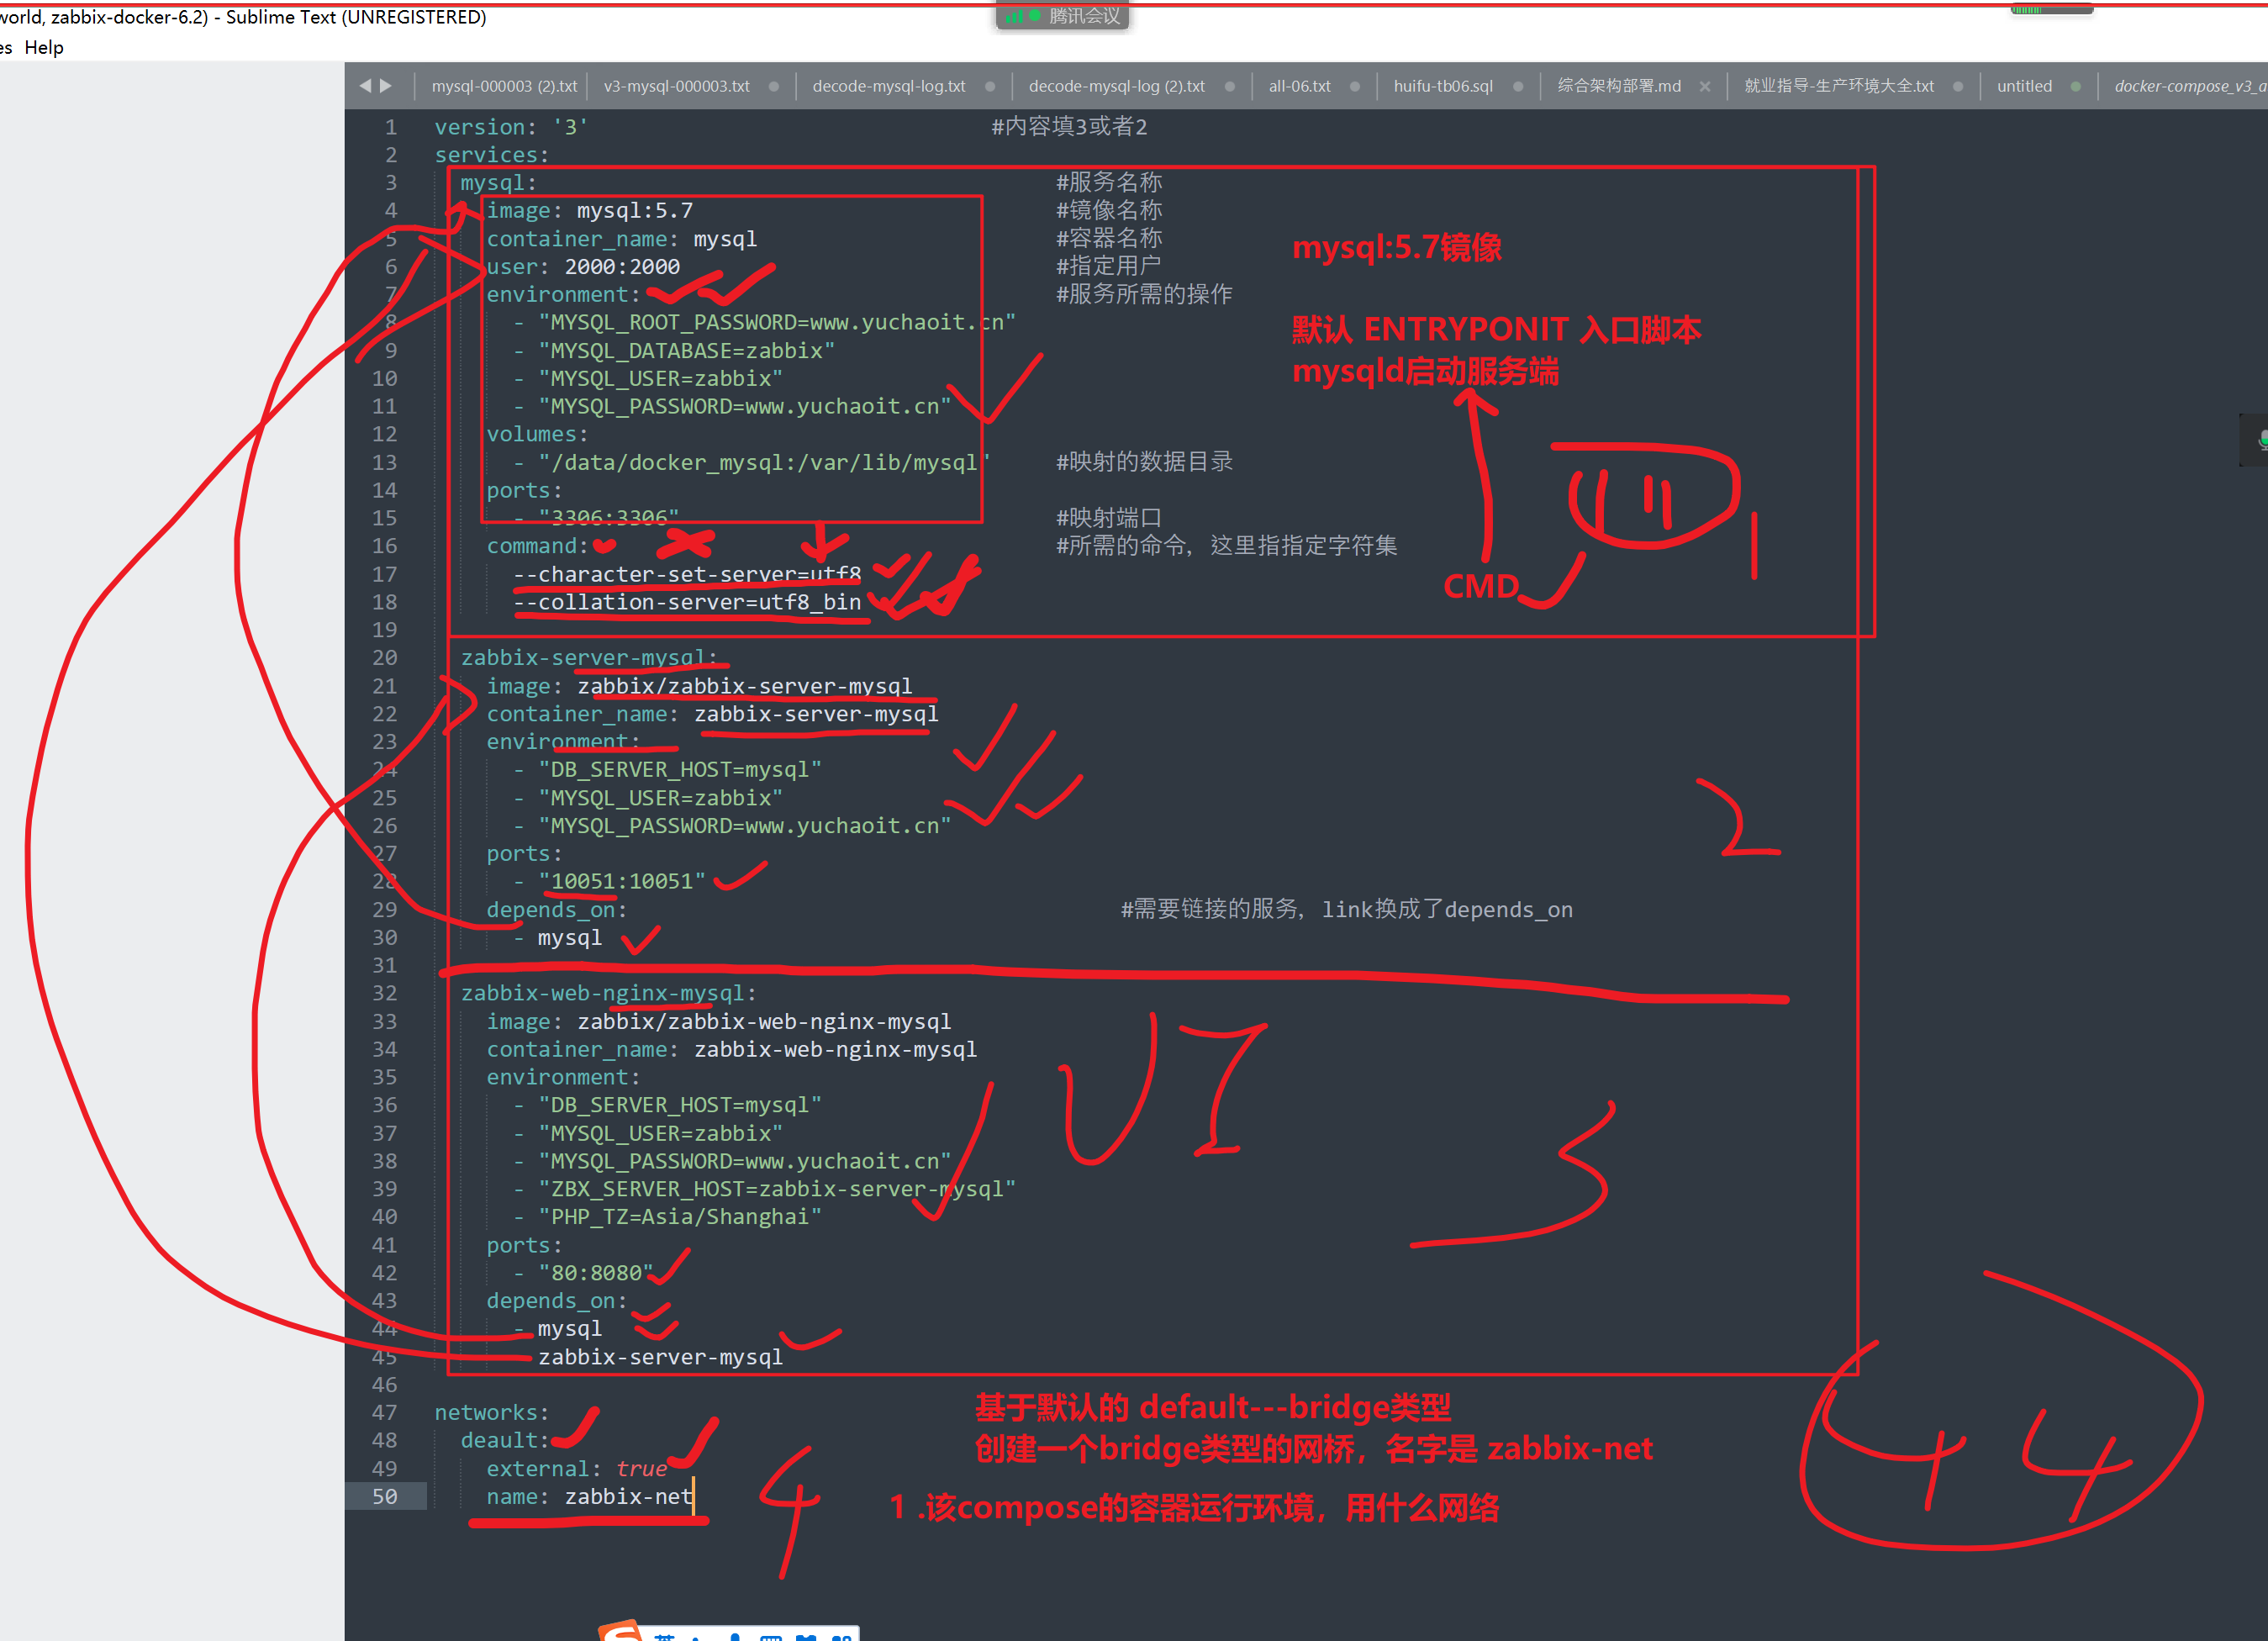 world, zabbix-docker-6.2) - Sublime Text (UNREGISTERED)
腾讯会议
es Help
mysql-000003 (2).txt v3-mysql-000003.txt decode-mysql-log.txt decode-mysql-log (2).txt all-06.txt huifu-tb06.sql 综合架构部署.md 就业指导-生产环境大全.txt untitled docker-compose_v3_a
1 version: '3' #内容填3或者2
2 services:
3 mysql: #服务名称
4 image: mysql:5.7 #镜像名称
5 container_name: mysql #容器名称
6 user: 2000:2000 #指定用户
7 environment: #服务所需的操作
8 - "MYSQL_ROOT_PASSWORD=www.yuchaoit.cn"
9 - "MYSQL_DATABASE=zabbix"
10 - "MYSQL_USER=zabbix"
11 - "MYSQL_PASSWORD=www.yuchaoit.cn"
12 volumes:
13 - "/data/docker_mysql:/var/lib/mysql" #映射的数据目录
14 ports:
15 - "3306:3306" #映射端口
16 command: #所需的命令，这里指指定字符集
17 --character-set-server=utf8
18 --collation-server=utf8_bin
19
mysql:5.7镜像
默认 ENTRYPONIT 入口脚本
mysqld启动服务端
CMD
1
20 zabbix-server-mysql:
21 image: zabbix/zabbix-server-mysql
22 container_name: zabbix-server-mysql
23 environment:
24 - "DB_SERVER_HOST=mysql"
25 - "MYSQL_USER=zabbix"
26 - "MYSQL_PASSWORD=www.yuchaoit.cn"
27 ports:
28 - "10051:10051"
29 depends_on: #需要链接的服务，link换成了depends_on
30 - mysql
31
2
32 zabbix-web-nginx-mysql:
33 image: zabbix/zabbix-web-nginx-mysql
34 container_name: zabbix-web-nginx-mysql
35 environment:
36 - "DB_SERVER_HOST=mysql"
37 - "MYSQL_USER=zabbix"
38 - "MYSQL_PASSWORD=www.yuchaoit.cn"
39 - "ZBX_SERVER_HOST=zabbix-server-mysql"
40 - "PHP_TZ=Asia/Shanghai"
41 ports:
42 - "80:8080"
43 depends_on:
44 - mysql
45 zabbix-server-mysql
46
UI
3
47 networks:
48 deault:
49 external: true
50 name: zabbix-net
4
基于默认的 default---bridge类型
创建一个bridge类型的网桥，名字是 zabbix-net
1 .该compose的容器运行环境，用什么网络
44
英